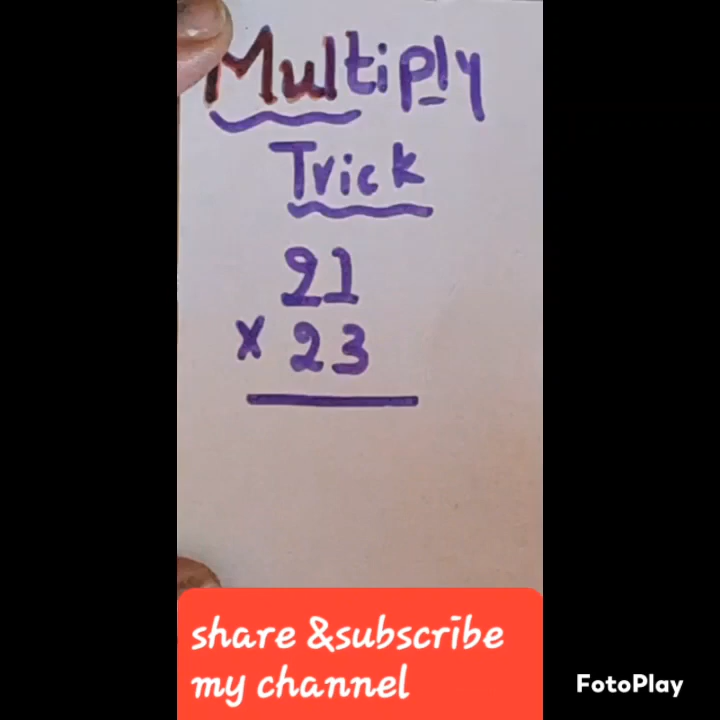 Multiply
Trick
21
× 23
share &subscribe
my channel
FotoPlay